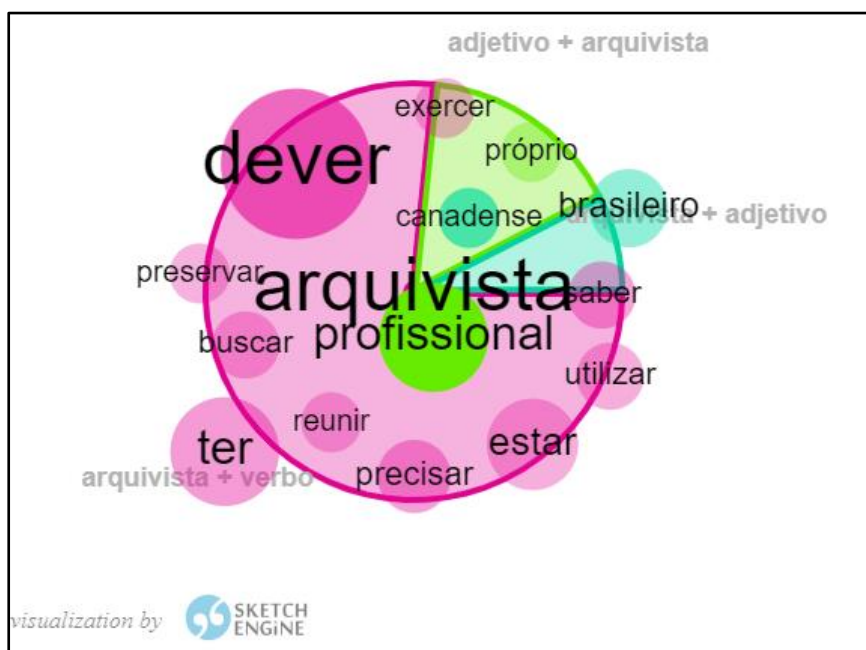 adjetivo + arquivista
exercer
dever
próprio
canadense
brasileiro
arquivista + adjetivo
preservar
arquivista
saber
profissional
buscar
utilizar
reunir
ter
estar
precisar
arquivista + verbo
visualization by
SKETCH
ENGiNE